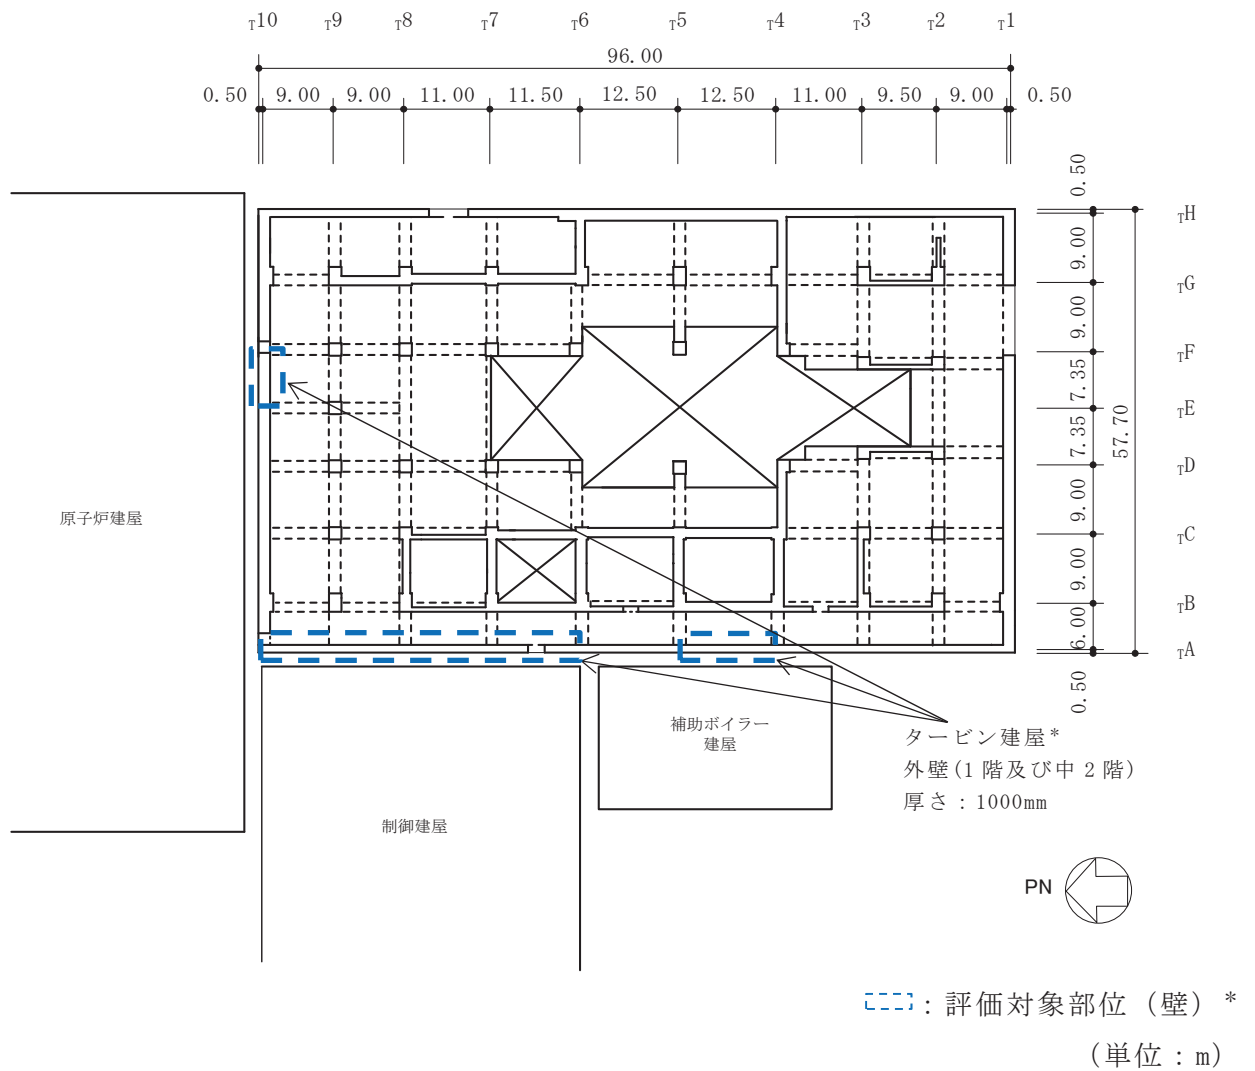 T10 T9 T8 T7 T6 T5 T4 T3 T2 T1
96.00
0.50 9.00 9.00 11.00 11.50 12.50 12.50 11.00 9.50 9.00 0.50
0.50
TH
9.00
TG
9.00
TF
7.35
TE
57.70
7.35
TD
9.00
TC
9.00
TB
6.00
TA
0.50
原子炉建屋
補助ボイラー
建屋
制御建屋
タービン建屋*
外壁(1階及び中2階)
厚さ:1000mm
PN
:評価対象部位(壁)*
(単位:m)